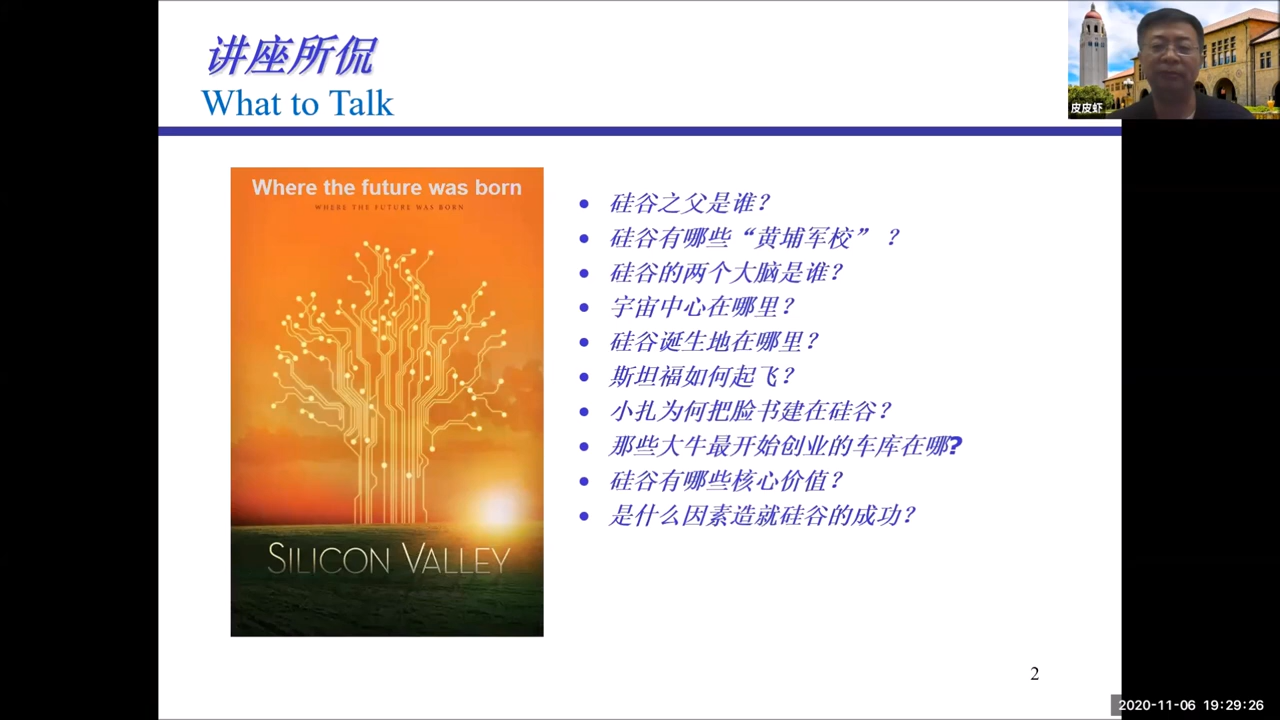 讲座所侃
What to Talk
皮皮虾
Where the future was born
WHERE THE FUTURE WAS BORN
SILICON VALLEY
• 硅谷之父是谁？
• 硅谷有哪些“黄埔军校” ？
• 硅谷的两个大脑是谁？
• 宇宙中心在哪里？
• 硅谷诞生地在哪里？
• 斯坦福如何起飞？
• 小扎为何把脸书建在硅谷？
• 那些大牛最开始创业的车库在哪?
• 硅谷有哪些核心价值？
• 是什么因素造就硅谷的成功？
2
2020-11-06 19:29:26